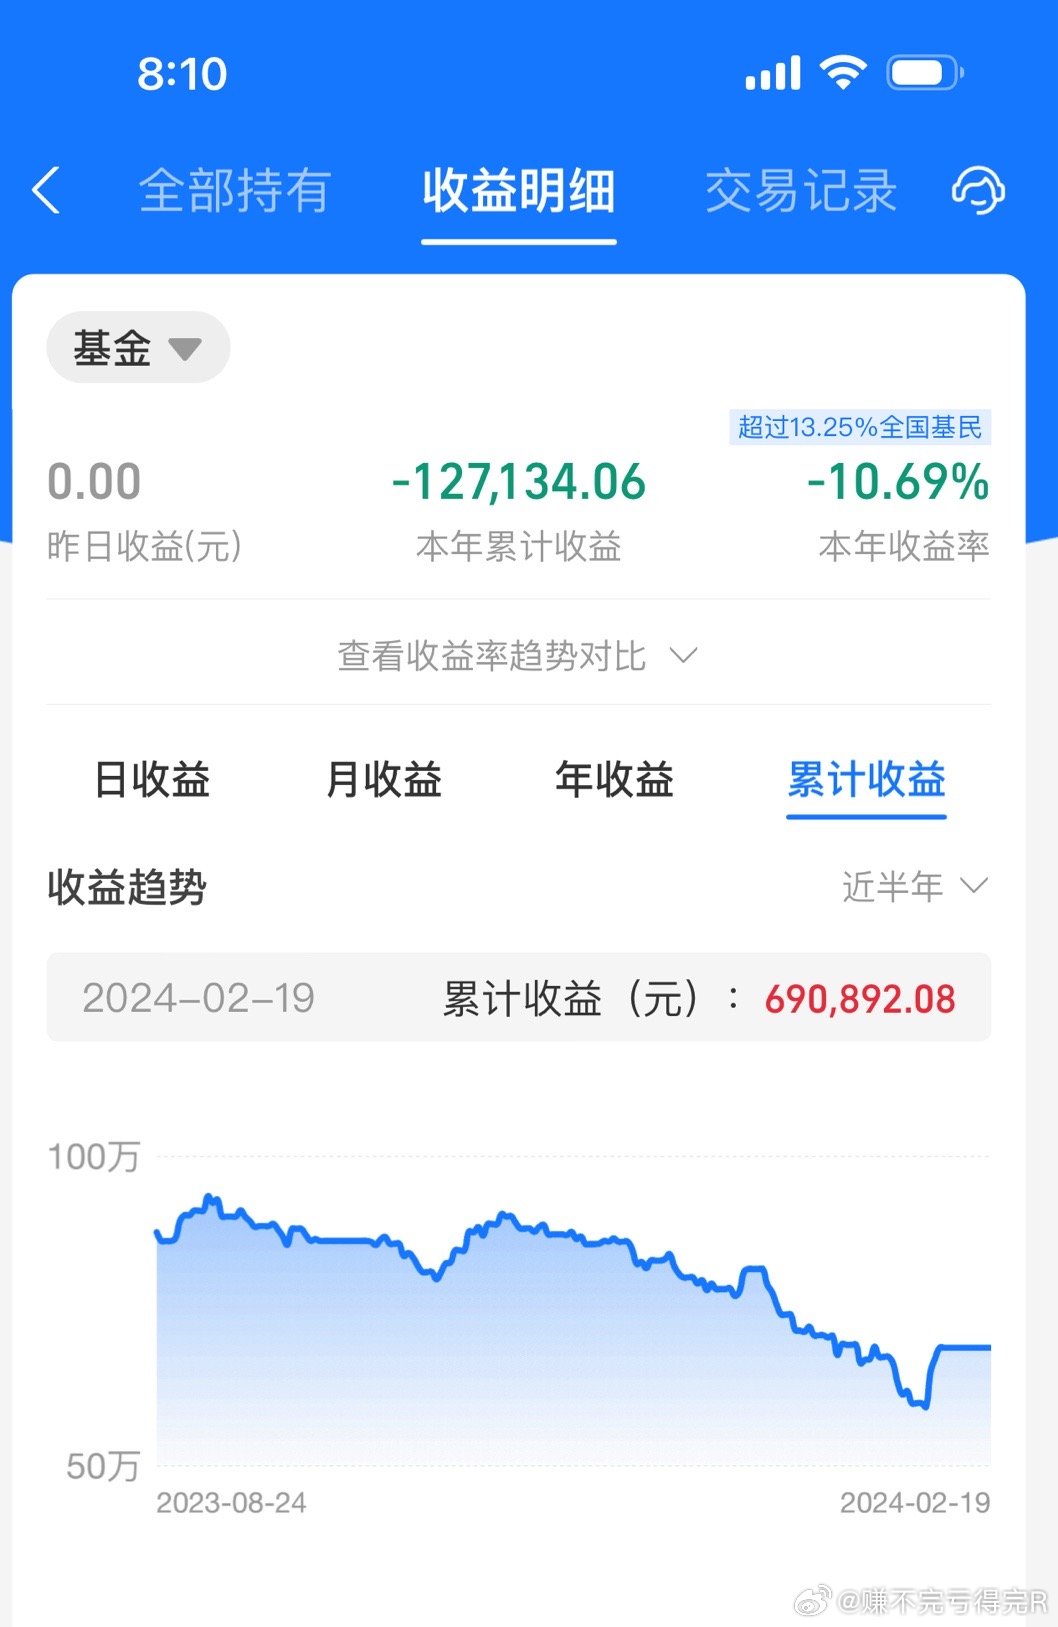 8:10
全部持有 收益明细 交易记录
基金
超过13.25%全国基民
0.00 -127,134.06 -10.69%
昨日收益(元) 本年累计收益 本年收益率
查看收益率趋势对比
日收益 月收益 年收益 累计收益
收益趋势 近半年
2024-02-19 累计收益（元）：690,892.08
100万
50万
2023-08-24 2024-02-19
@赚不完亏得完R